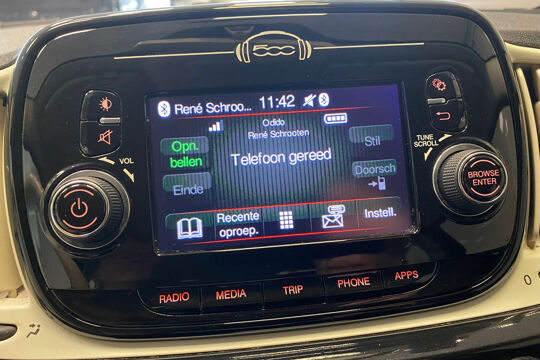 500
René Schroo... 11:42
Odido
René Schrooten
Opn.
bellen
Stil
Telefoon gereed
Einde
Doorsch
Recente
oproep.
Instell.
VOL
TUNE
SCROLL
BROWSE
ENTER
RADIO MEDIA TRIP PHONE APPS
0